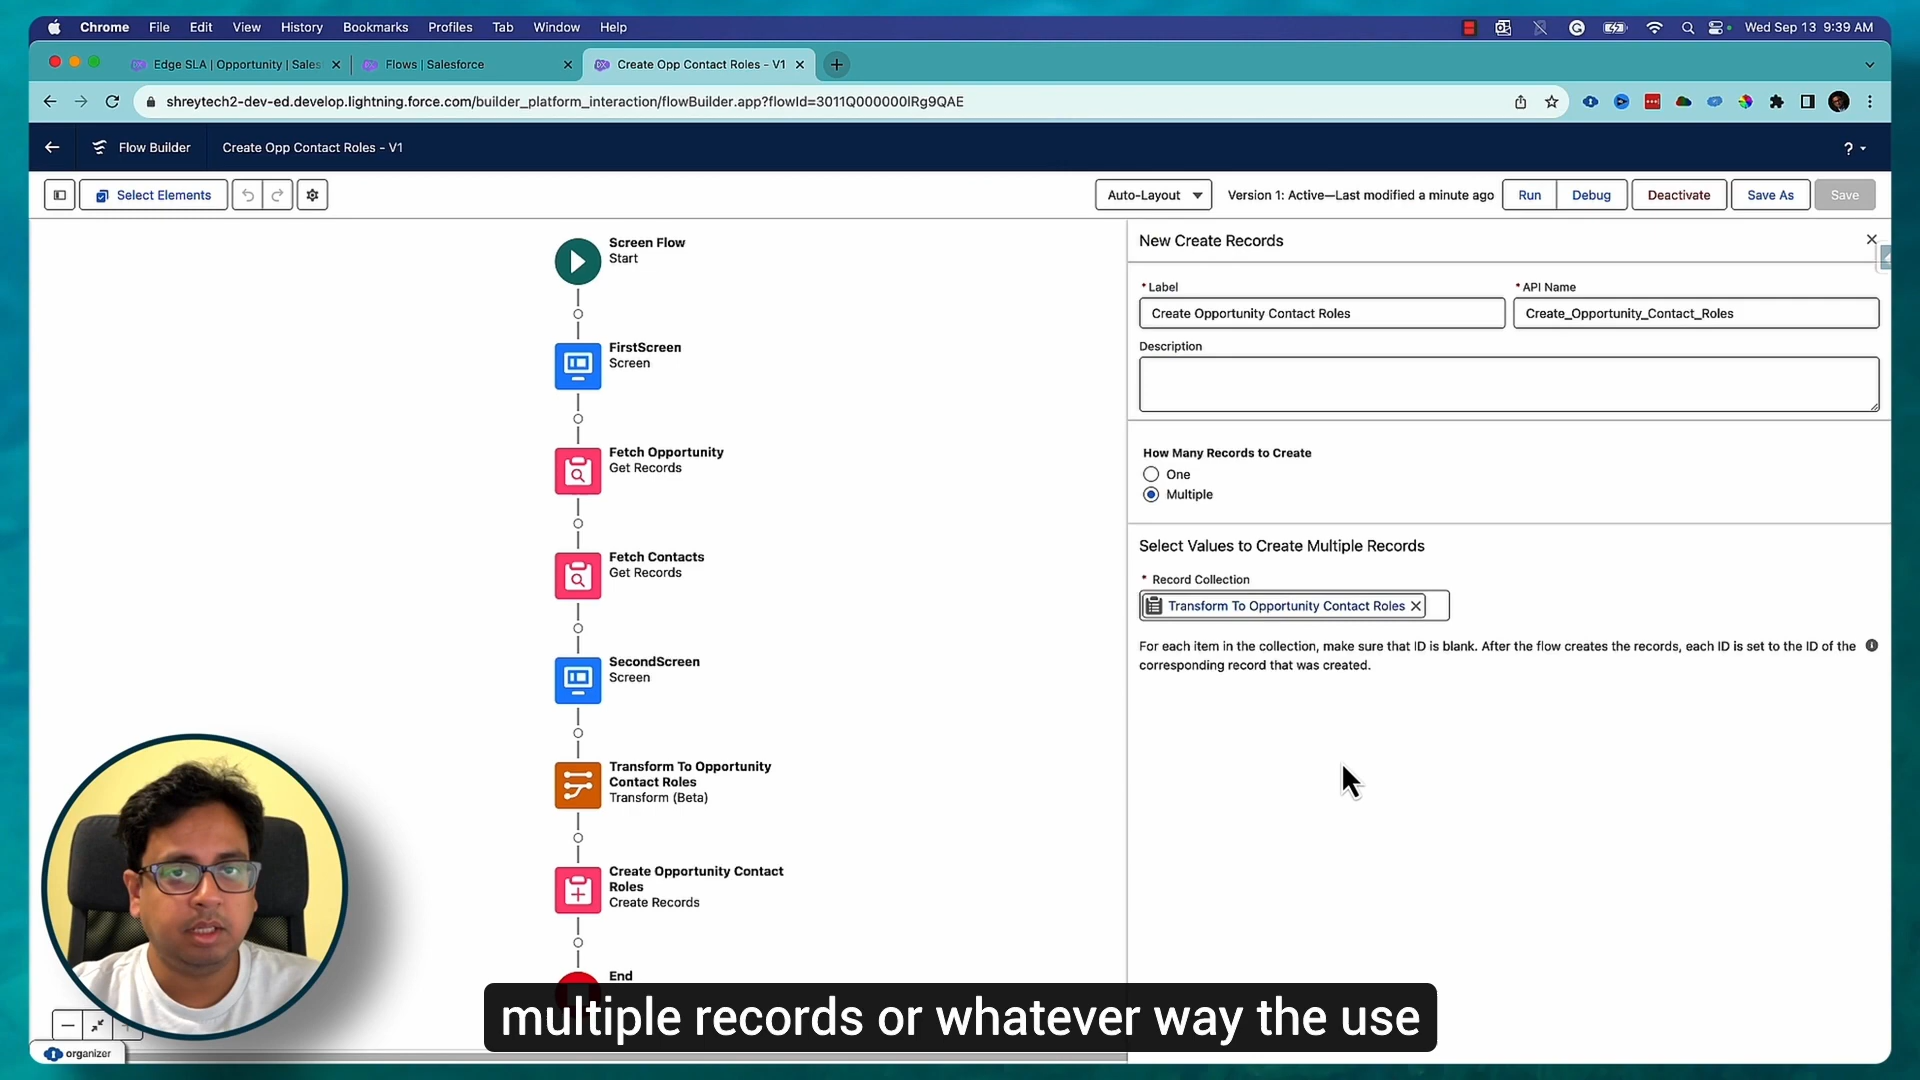 Chrome File Edit View History Bookmarks Profiles Tab Window Help Wed Sep 13 9:39 AM
Edge SLA | Opportunity | Sales Flows | Salesforce Create Opp Contact Roles - V1
shreytech2-dev-ed.develop.lightning.force.com/builder_platform_interaction/flowBuilder.app?flowId=3011Q000000IRg9QAE
Flow Builder Create Opp Contact Roles - V1 ?
Select Elements Auto-Layout Version 1: Active—Last modified a minute ago Run Debug Deactivate Save As Save
Screen Flow
Start
FirstScreen
Screen
Fetch Opportunity
Get Records
Fetch Contacts
Get Records
SecondScreen
Screen
Transform To Opportunity
Contact Roles
Transform (Beta)
Create Opportunity Contact
Roles
Create Records
End
New Create Records
* Label * API Name
Create Opportunity Contact Roles Create_Opportunity_Contact_Roles
Description
How Many Records to Create
One
Multiple
Select Values to Create Multiple Records
* Record Collection
Transform To Opportunity Contact Roles
For each item in the collection, make sure that ID is blank. After the flow creates the records, each ID is set to the ID of the
corresponding record that was created.
multiple records or whatever way the use
organizer